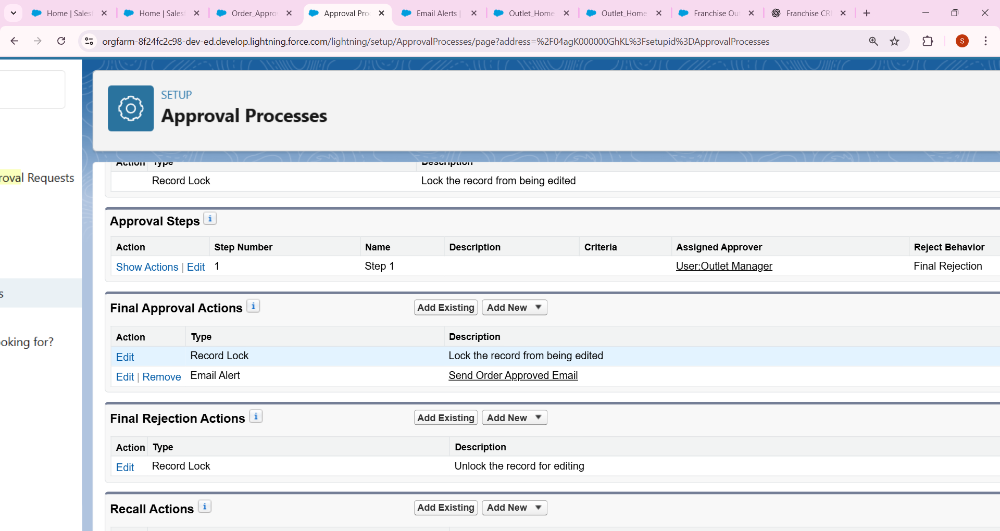 Home | Sales
Home | Sales
Order_Appro
Approval Pro
Email Alerts |
Outlet_Home
Outlet_Home
Franchise Ou
Franchise CR
orgfarm-8f24fc2c98-dev-ed.develop.lightning.force.com/lightning/setup/ApprovalProcesses/page?address=%2F04agK000000GhKL%3Fsetupid%3DApprovalProcesses
S
SETUP
Approval Processes
roval Requests
s
oking for?
Action Type Description
Record Lock Lock the record from being edited
Approval Steps i
Action Step Number Name Description Criteria Assigned Approver Reject Behavior
Show Actions | Edit 1 Step 1 User:Outlet Manager Final Rejection
Final Approval Actions i Add Existing Add New
Action Type Description
Edit Record Lock Lock the record from being edited
Edit | Remove Email Alert Send Order Approved Email
Final Rejection Actions i Add Existing Add New
Action Type Description
Edit Record Lock Unlock the record for editing
Recall Actions i Add Existing Add New